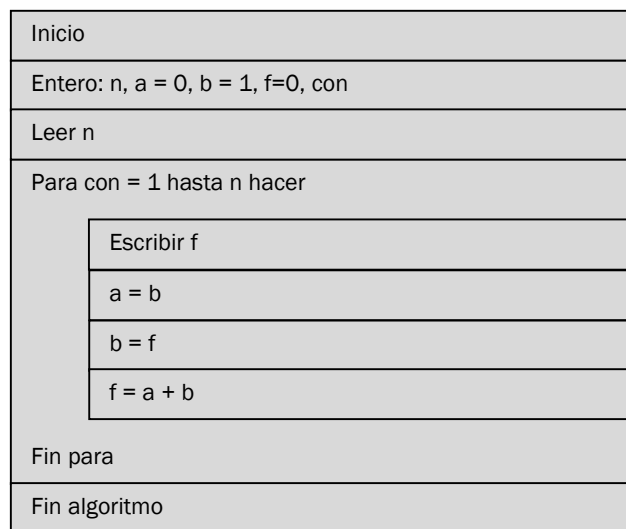 Inicio
Entero: n, a = 0, b = 1, f=0, con
Leer n
Para con = 1 hasta n hacer
Escribir f
a = b
b = f
f = a + b
Fin para
Fin algoritmo